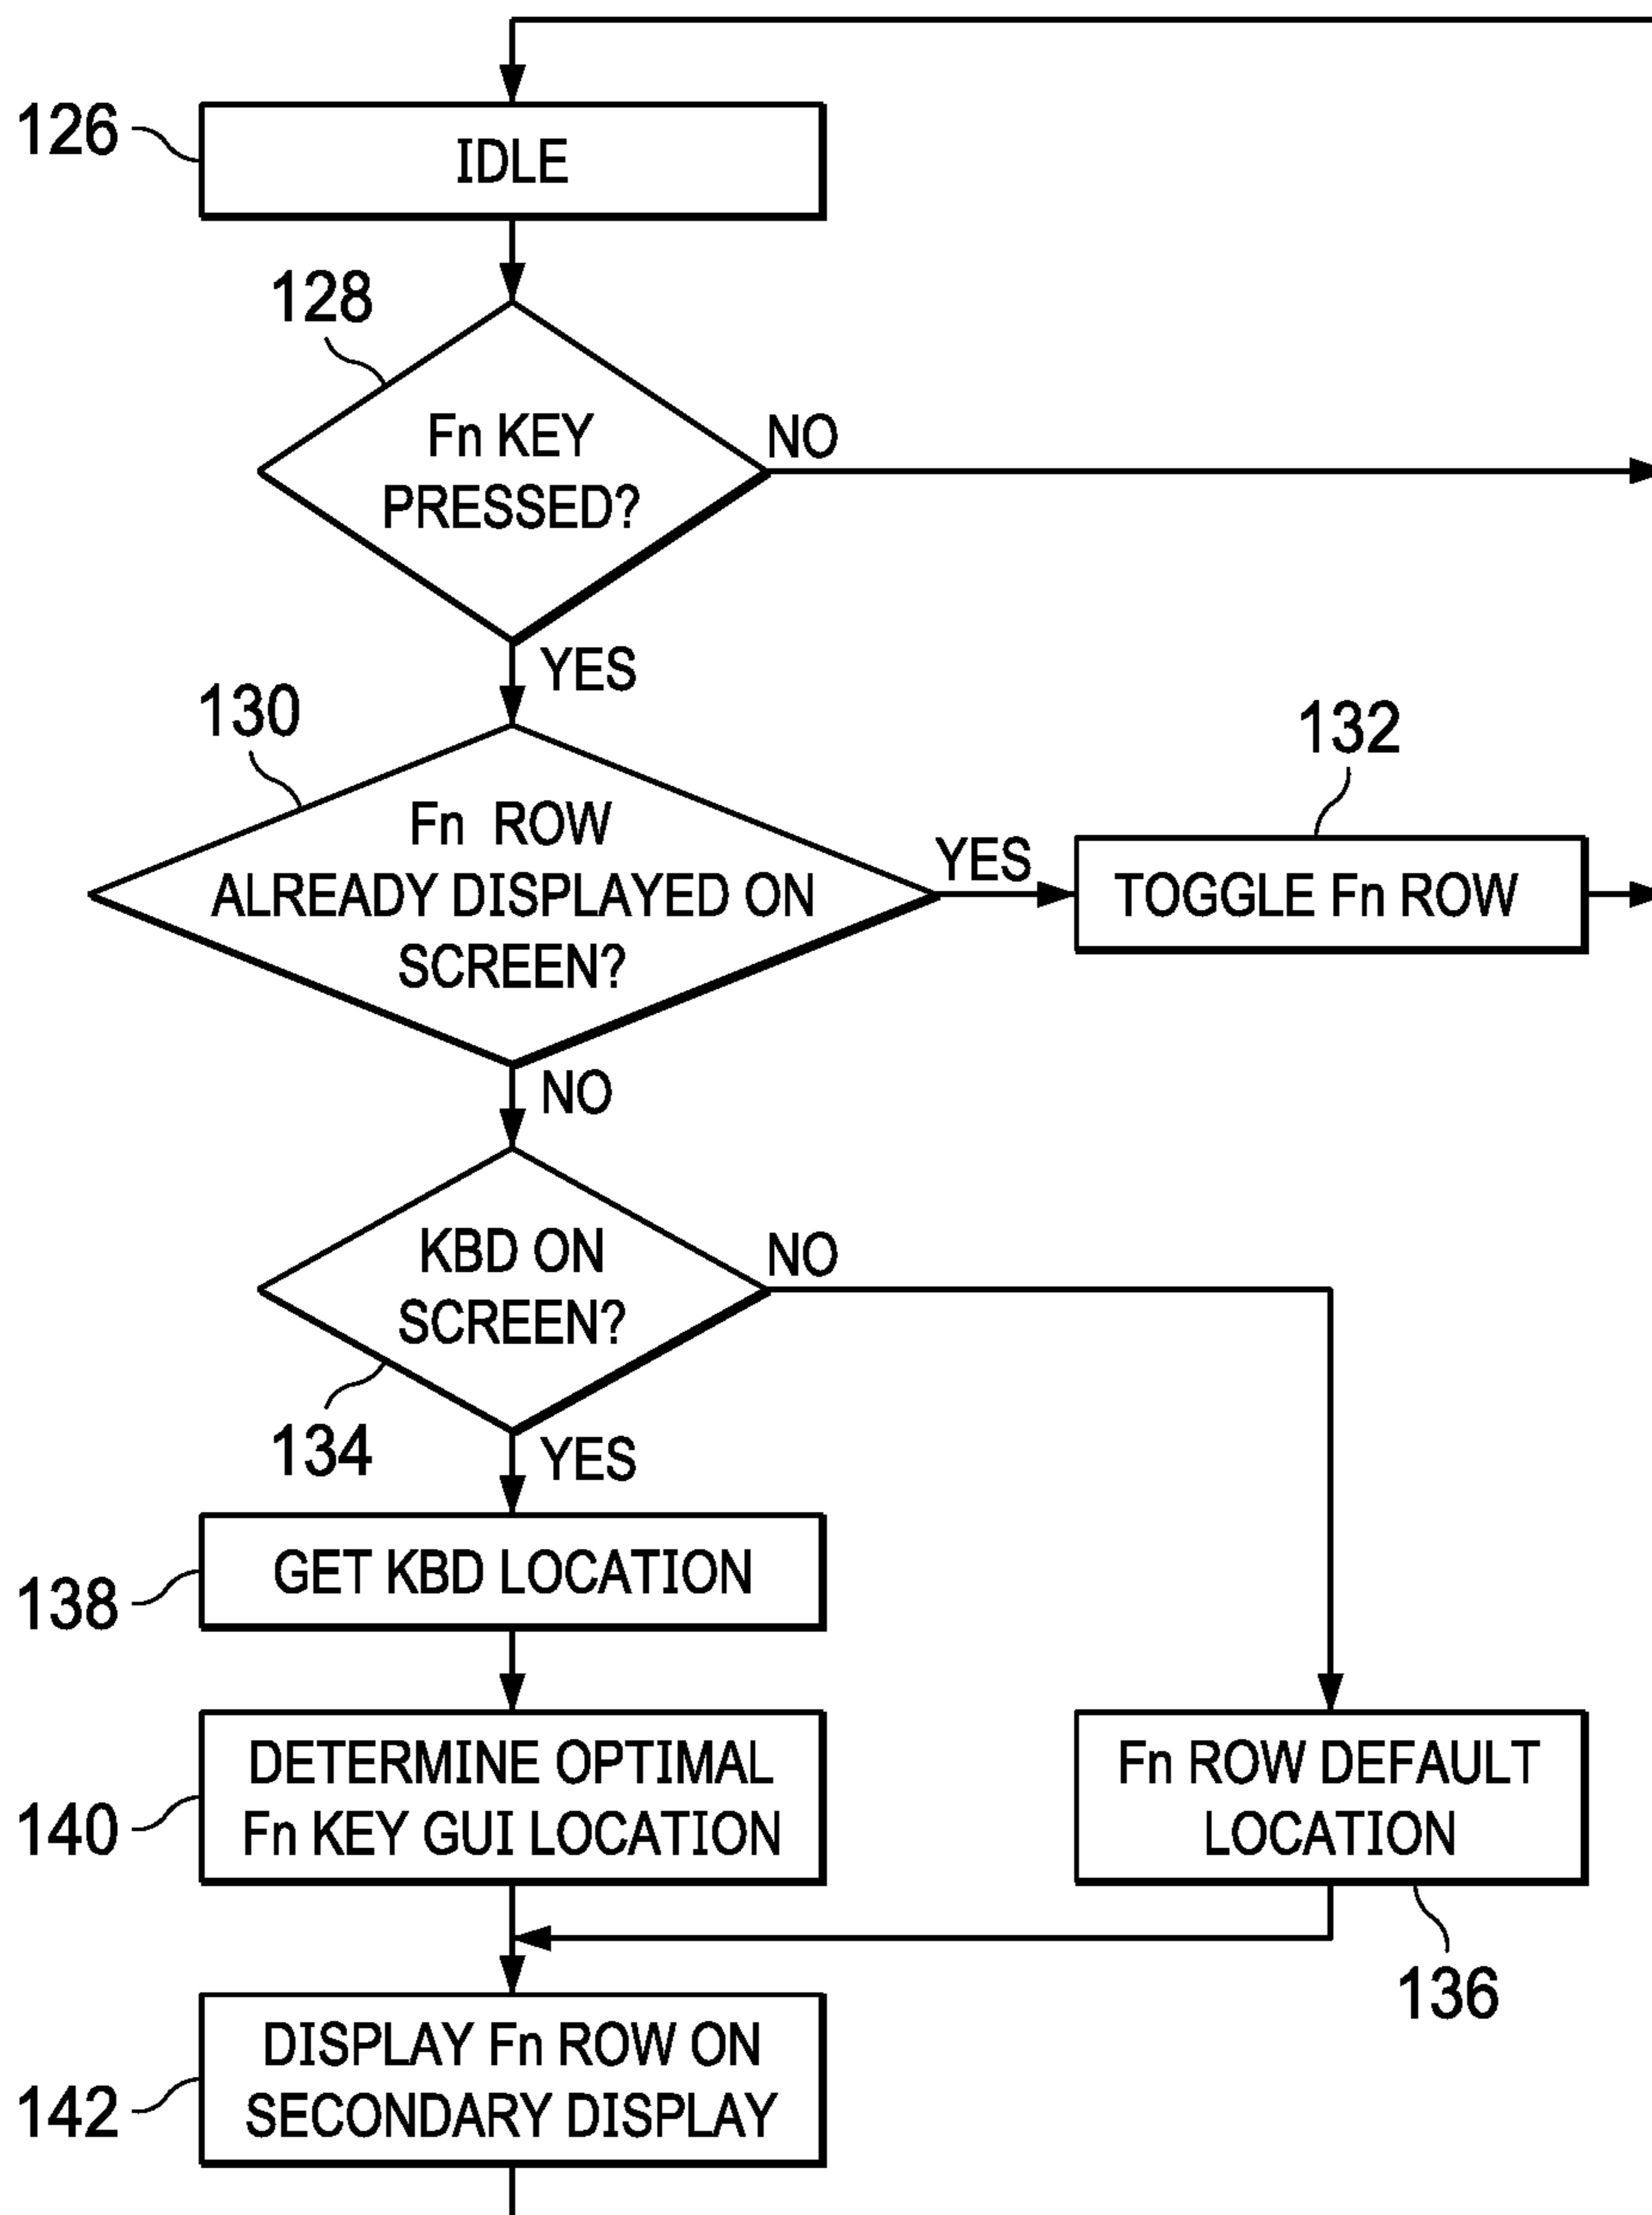 126
IDLE
128
Fn KEY
PRESSED?
NO
YES
130
Fn ROW
ALREADY DISPLAYED ON
SCREEN?
YES
132
TOGGLE Fn ROW
NO
KBD ON
SCREEN?
NO
134
YES
138
GET KBD LOCATION
140
DETERMINE OPTIMAL
Fn KEY GUI LOCATION
Fn ROW DEFAULT
LOCATION
136
142
DISPLAY Fn ROW ON
SECONDARY DISPLAY